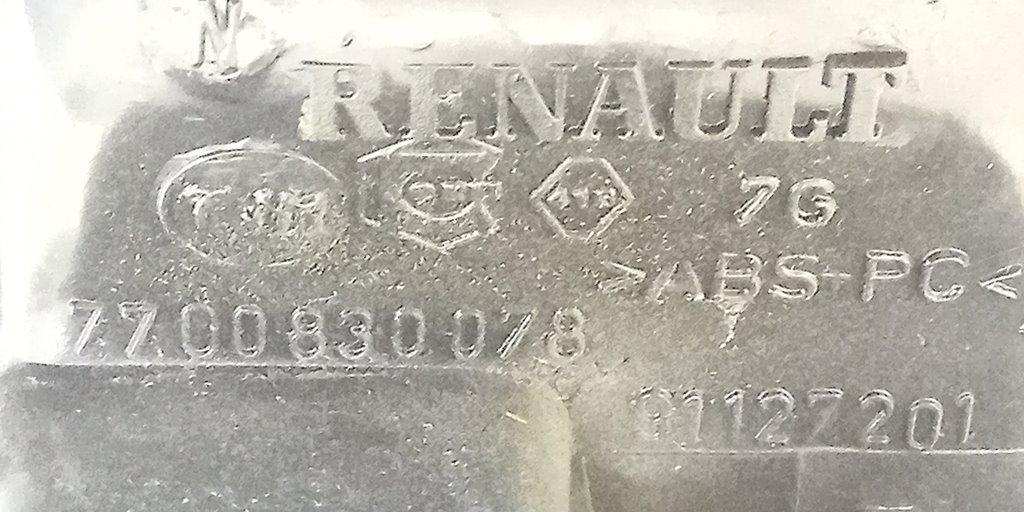 N
RENAULT
7G
>ABS-PC<
7700830078
01127201